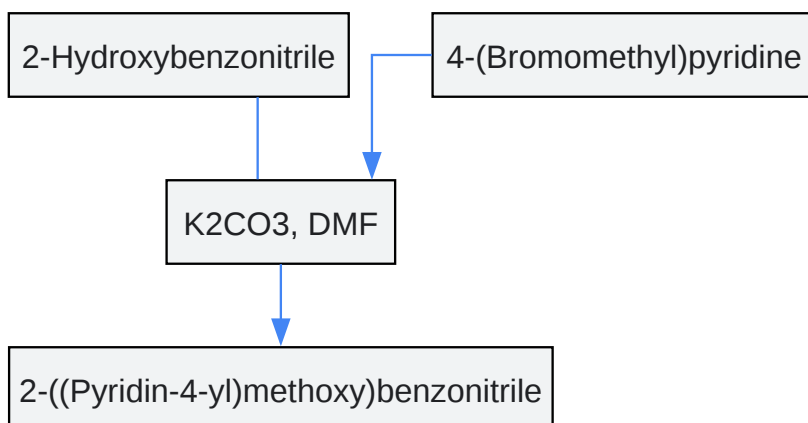 2-Hydroxybenzonitrile
4-(Bromomethyl)pyridine
K2CO3, DMF
2-((Pyridin-4-yl)methoxy)benzonitrile